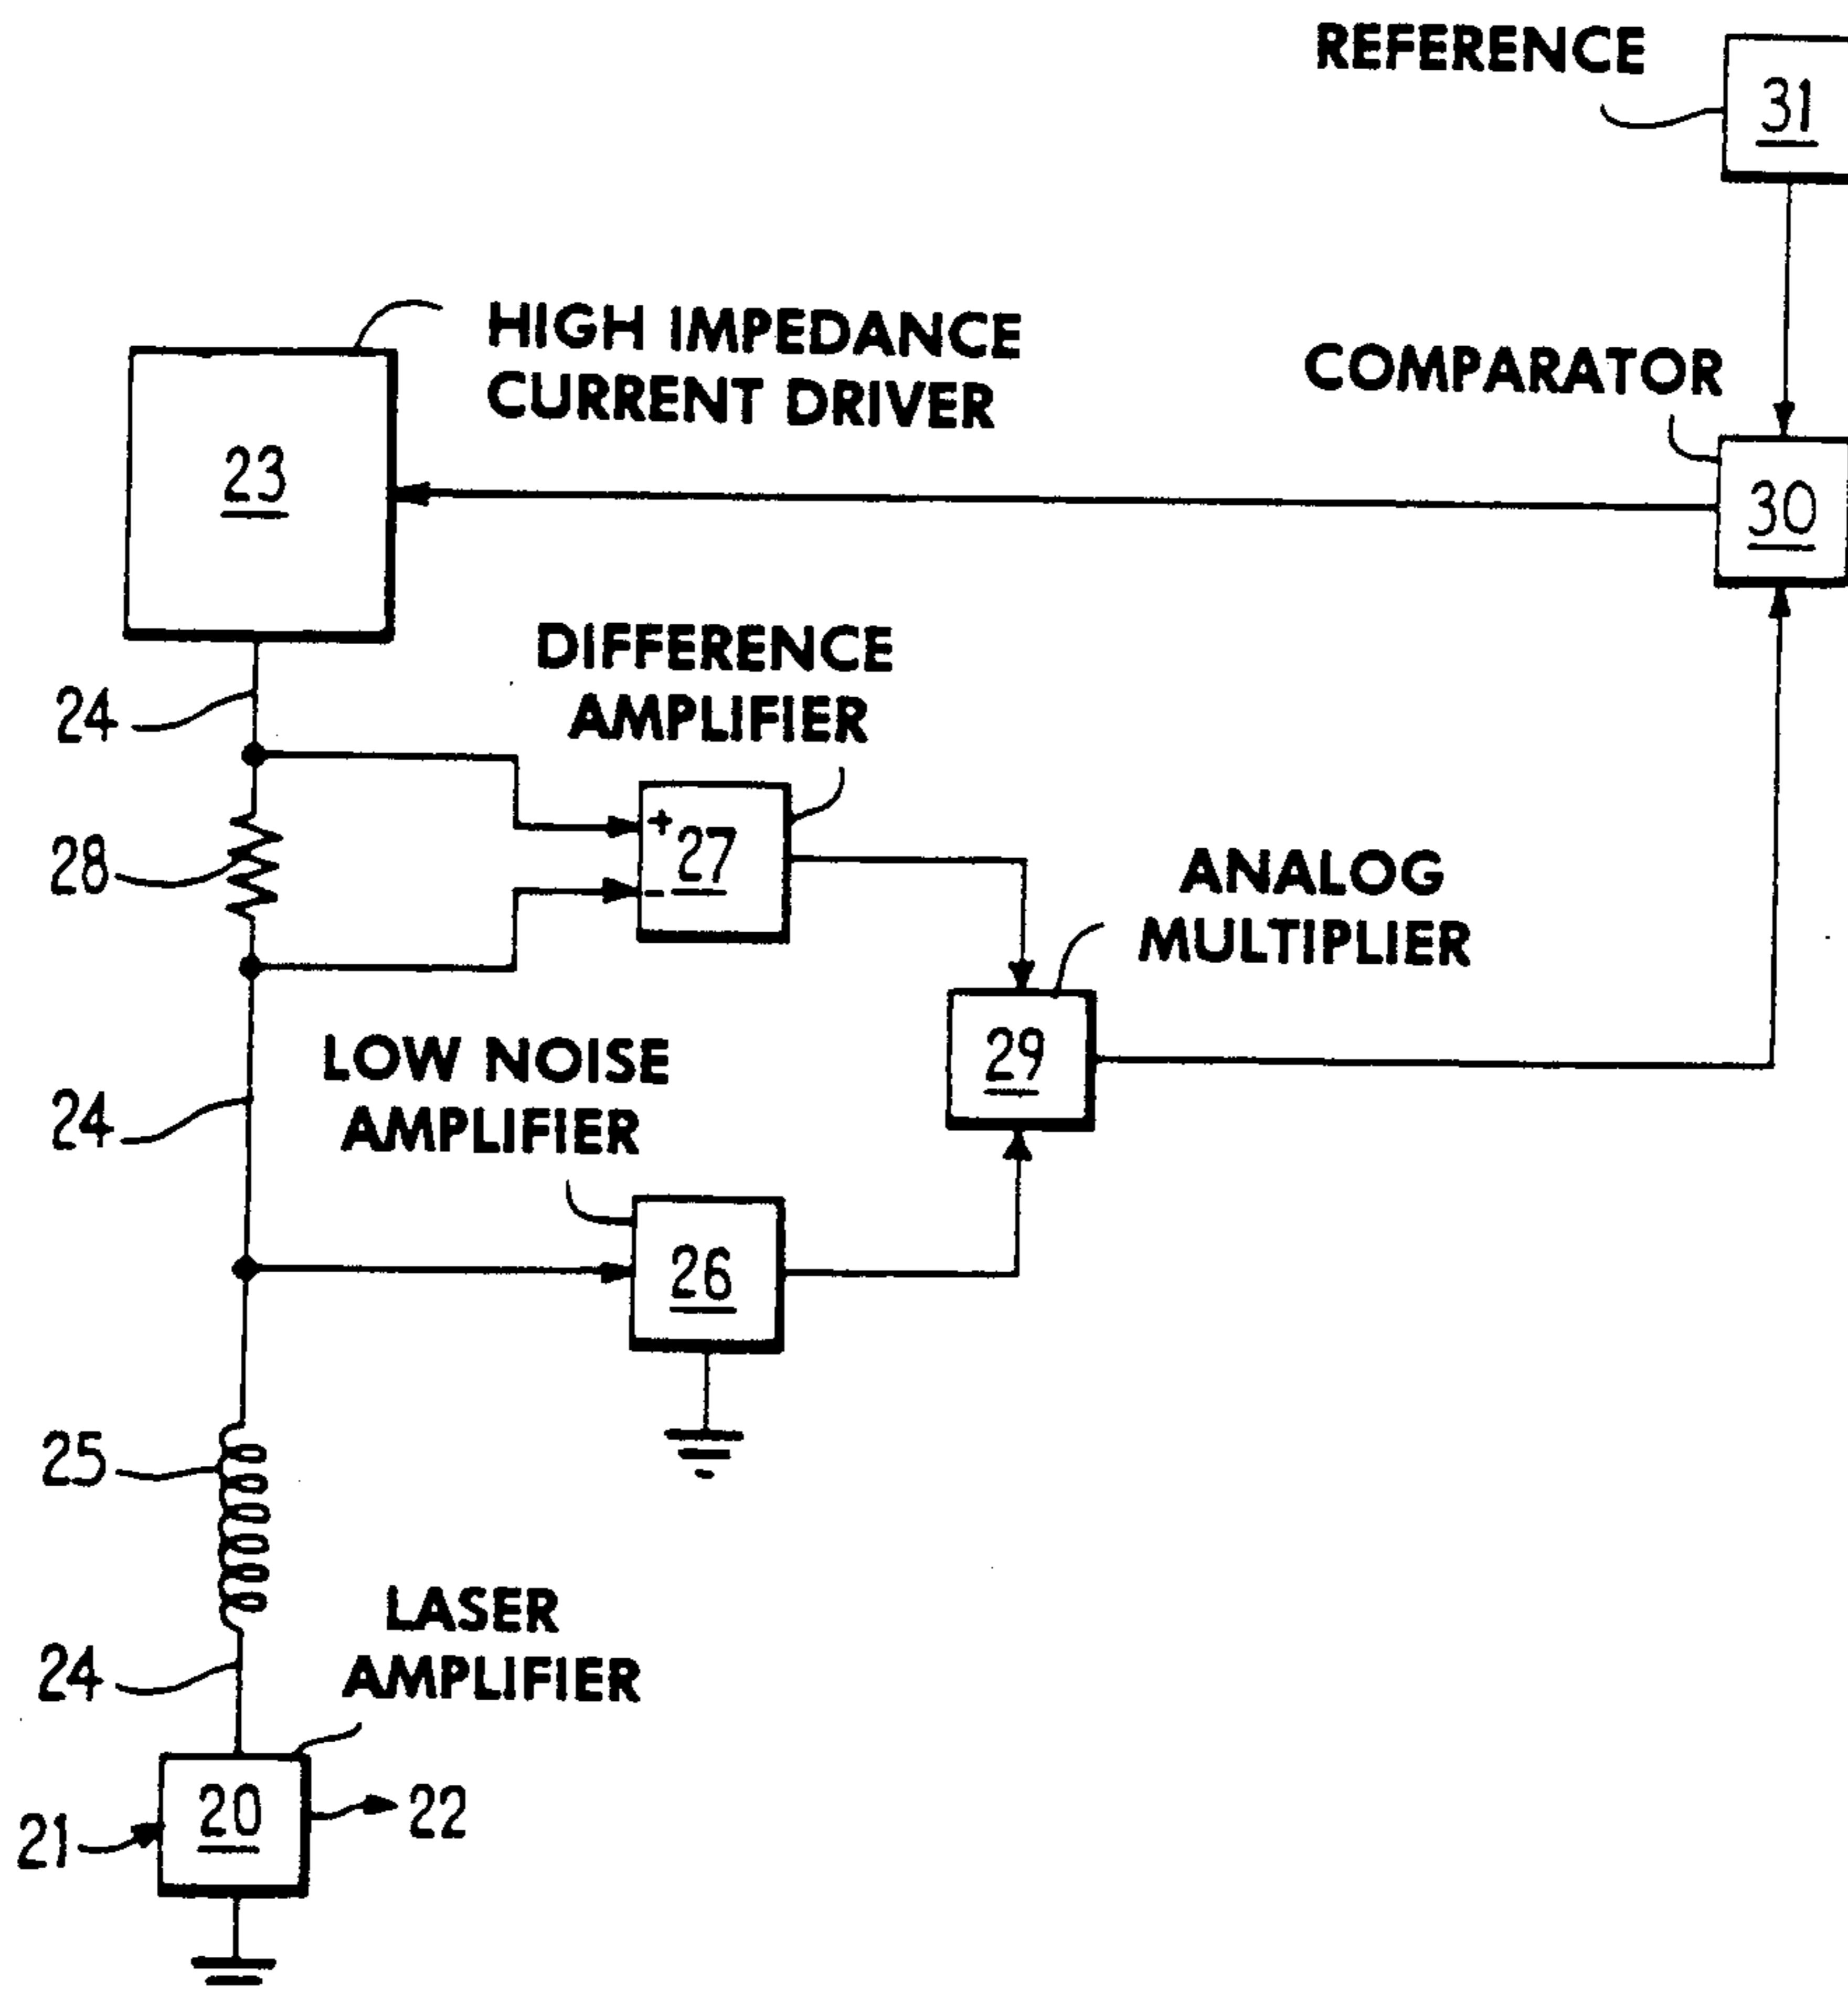 REFERENCE
31
HIGH IMPEDANCE
CURRENT DRIVER
COMPARATOR
23
30
DIFFERENCE
AMPLIFIER
24
+
27
-
28
ANALOG
MULTIPLIER
29
LOW NOISE
AMPLIFIER
24
26
25
LASER
AMPLIFIER
24
20
22
21